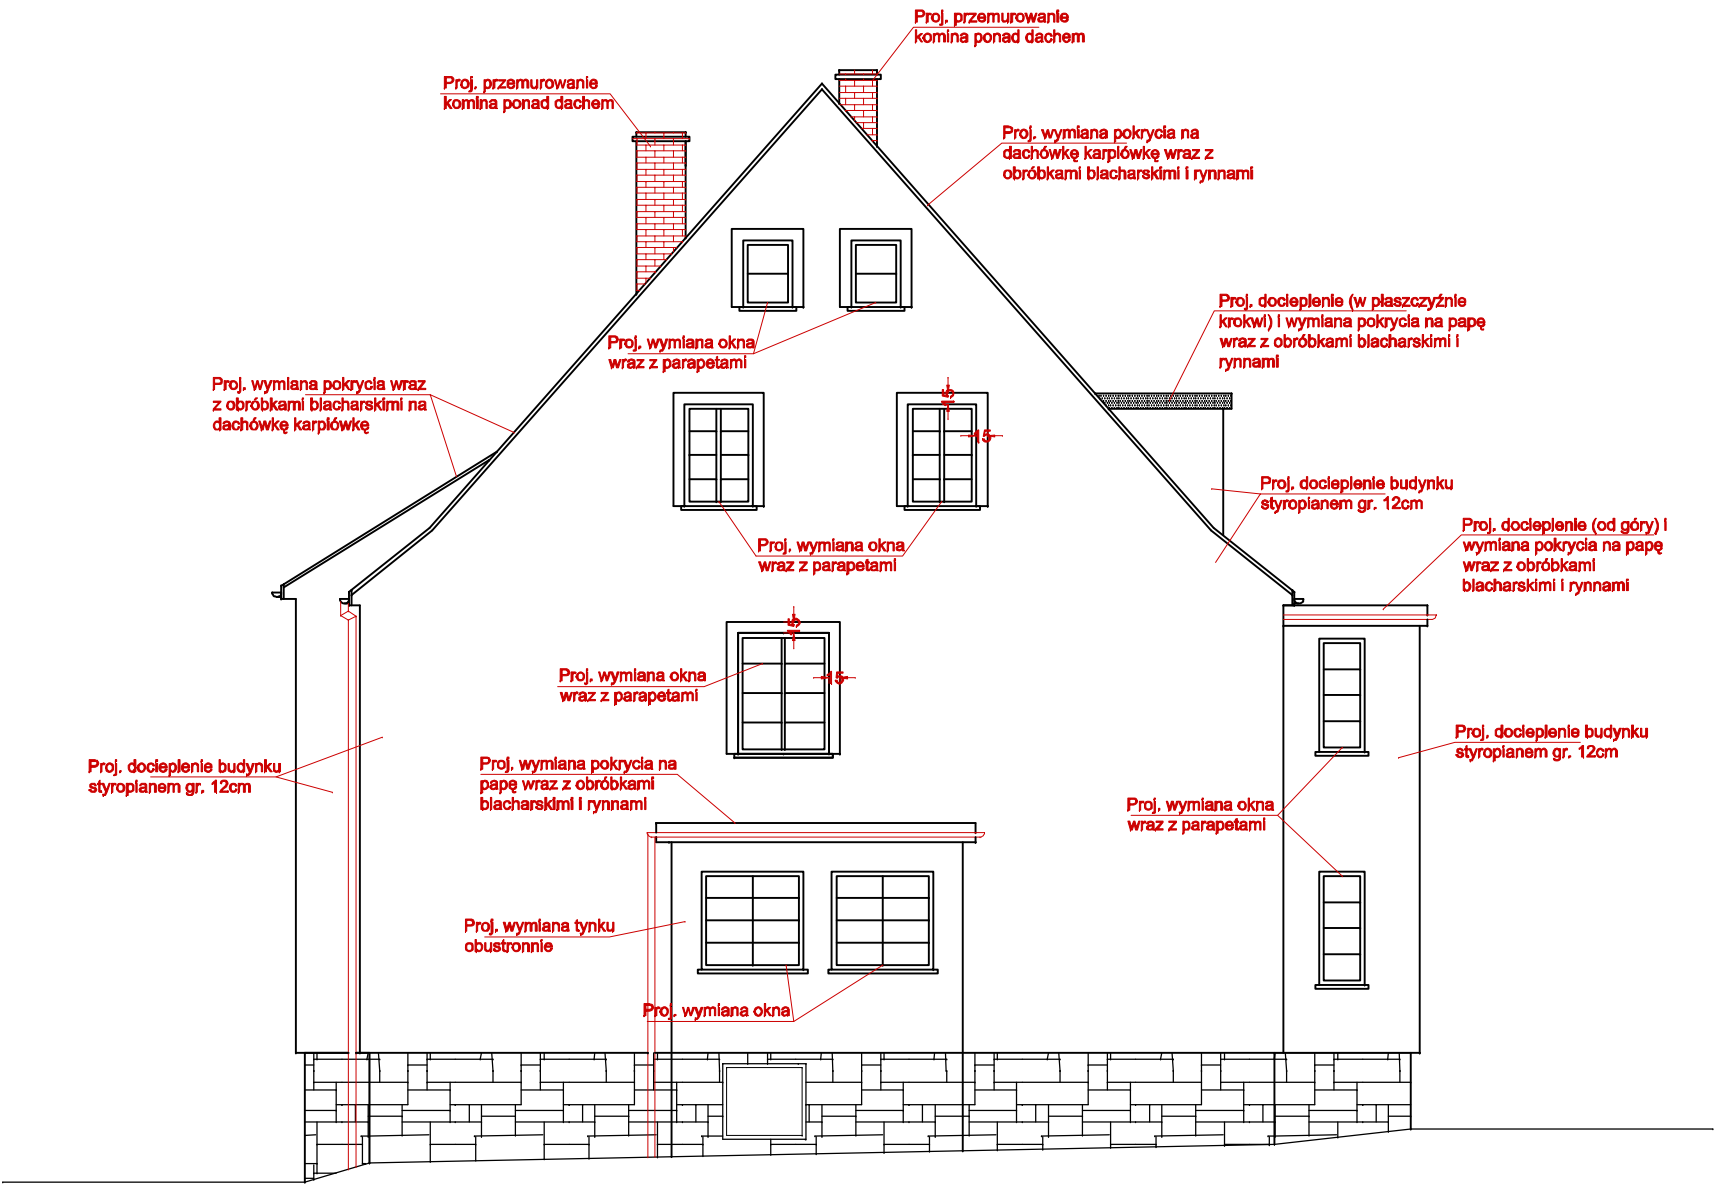 Proj. przemurowanie
komina ponad dachem
Proj. przemurowanie
komina ponad dachem
Proj. wymiana pokrycia na
dachówkę karpiówkę wraz z
obróbkami blacharskimi i rynnami
Proj. docieplenie (w płaszczyźnie
krokwi) i wymiana pokrycia na papę
wraz z obróbkami blacharskimi i
rynnami
Proj. wymiana okna
wraz z parapetami
Proj. wymiana pokrycia wraz
z obróbkami blacharskimi na
dachówkę karpiówkę
15
15
Proj. docieplenie budynku
styropianem gr. 12cm
Proj. docieplenie (od góry) i
wymiana pokrycia na papę
wraz z obróbkami
blacharskimi i rynnami
Proj. wymiana okna
wraz z parapetami
15
15
Proj. wymiana okna
wraz z parapetami
Proj. docieplenie budynku
styropianem gr. 12cm
Proj. docieplenie budynku
styropianem gr. 12cm
Proj. wymiana pokrycia na
papę wraz z obróbkami
blacharskimi i rynnami
Proj. wymiana okna
wraz z parapetami
Proj. wymiana tynku
obustronnie
Proj. wymiana okna